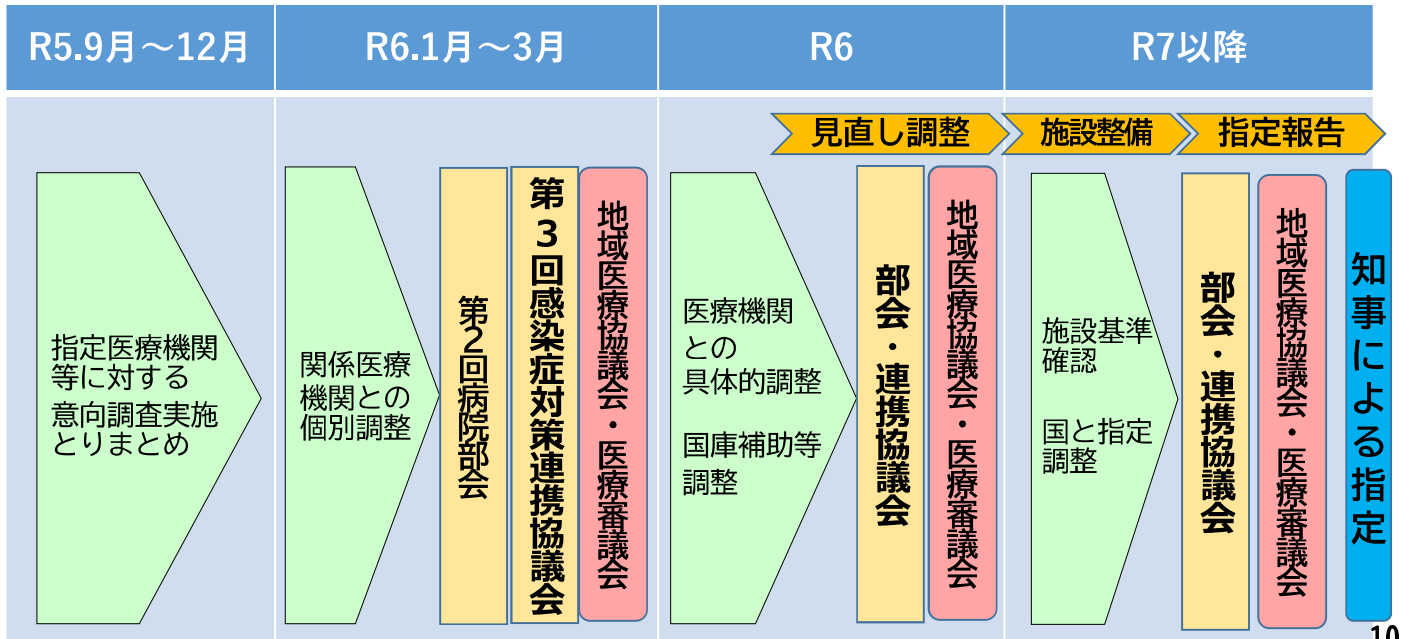 R5.9月～12月
R6.1月～3月
R6
R7以降
見直し調整
施設整備
指定報告
指定医療機関
等に対する
意向調査実施
とりまとめ
関係医療
機関との
個別調整
第2回病院部会
第３回感染症対策連携協議会
地域医療協議会・医療審議会
医療機関
との
具体的調整
国庫補助等
調整
部会・連携協議会
地域医療協議会・医療審議会
施設基準
確認
国と指定
調整
部会・連携協議会
地域医療協議会・医療審議会
知事による指定
10